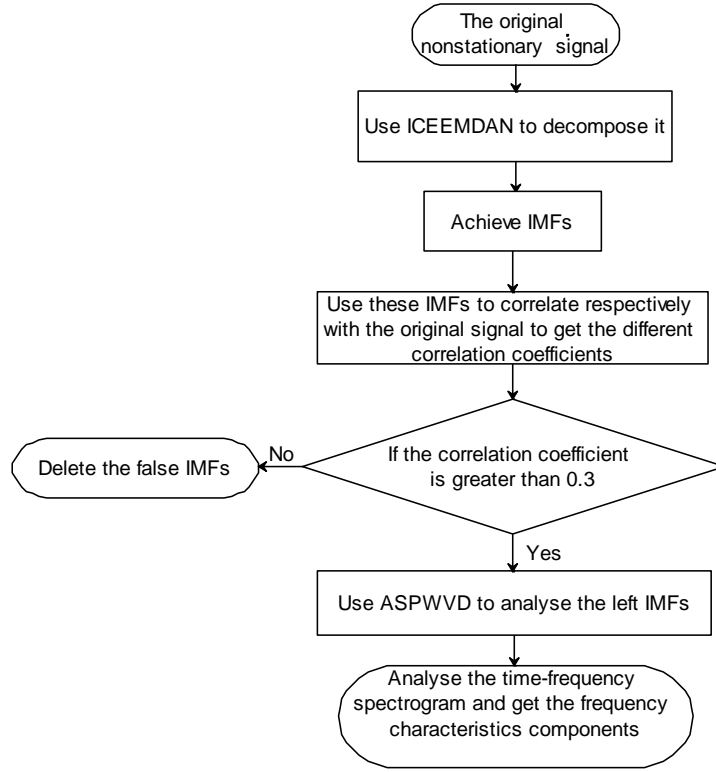 The original
nonstationary signal
Use ICEEMDAN to decompose it
Achieve IMFs
Use these IMFs to correlate respectively
with the original signal to get the different
correlation coefficients
If the correlation coefficient
is greater than 0.3
No
Delete the false IMFs
Yes
Use ASPWVD to analyse the left IMFs
Analyse the time-frequency
spectrogram and get the frequency
characteristics components